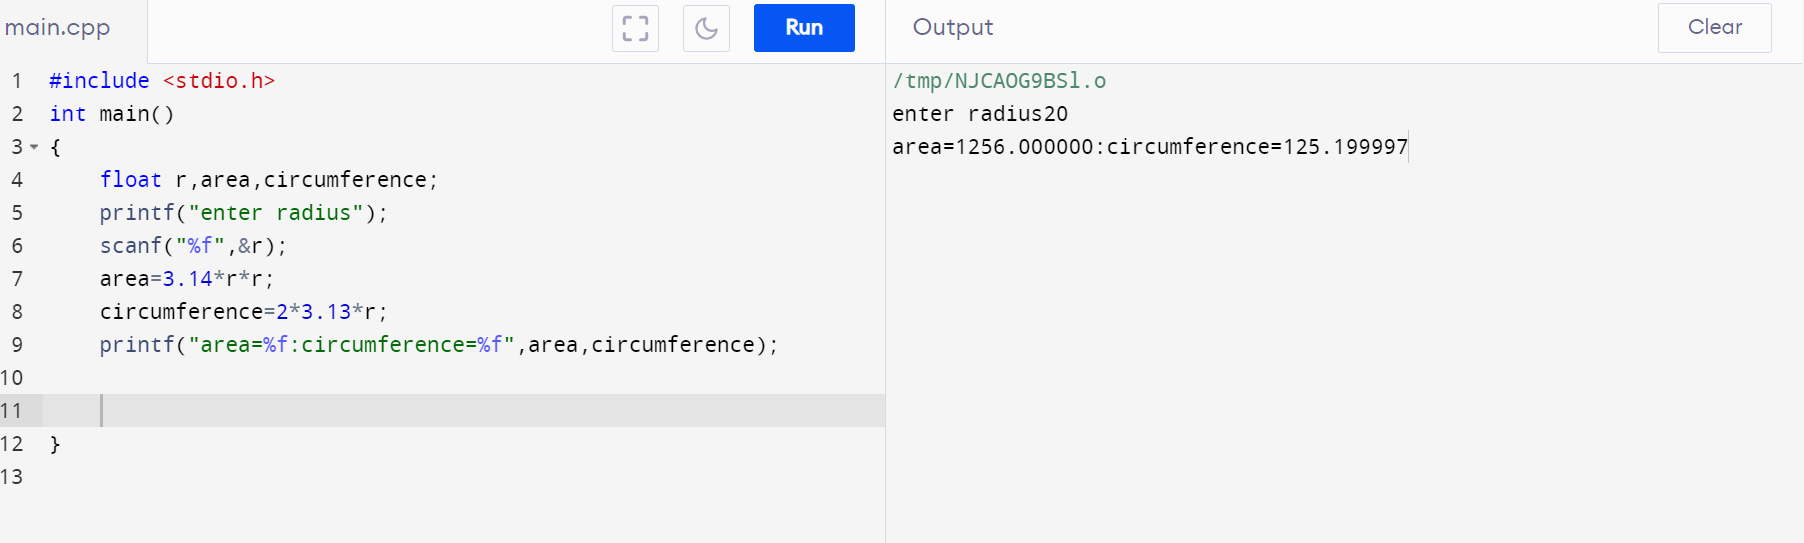 main.cpp
Run
Output
Clear
1 #include <stdio.h>
2 int main()
3 {
4     float r,area,circumference;
5     printf("enter radius");
6     scanf("%f",&r);
7     area=3.14*r*r;
8     circumference=2*3.13*r;
9     printf("area=%f:circumference=%f",area,circumference);
10
11
12 }
13
/tmp/NJCAOG9BSl.o
enter radius20
area=1256.000000:circumference=125.199997